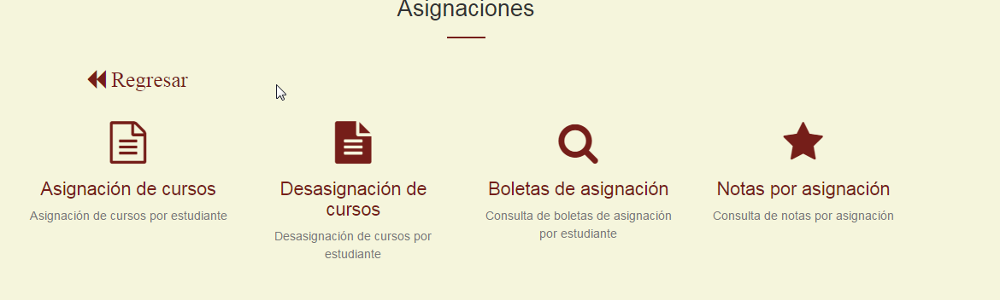 Asignaciones
Regresar
Asignación de cursos
Asignación de cursos por estudiante
Desasignación de
cursos
Desasignación de cursos por
estudiante
Boletas de asignación
Consulta de boletas de asignación
por estudiante
Notas por asignación
Consulta de notas por asignación